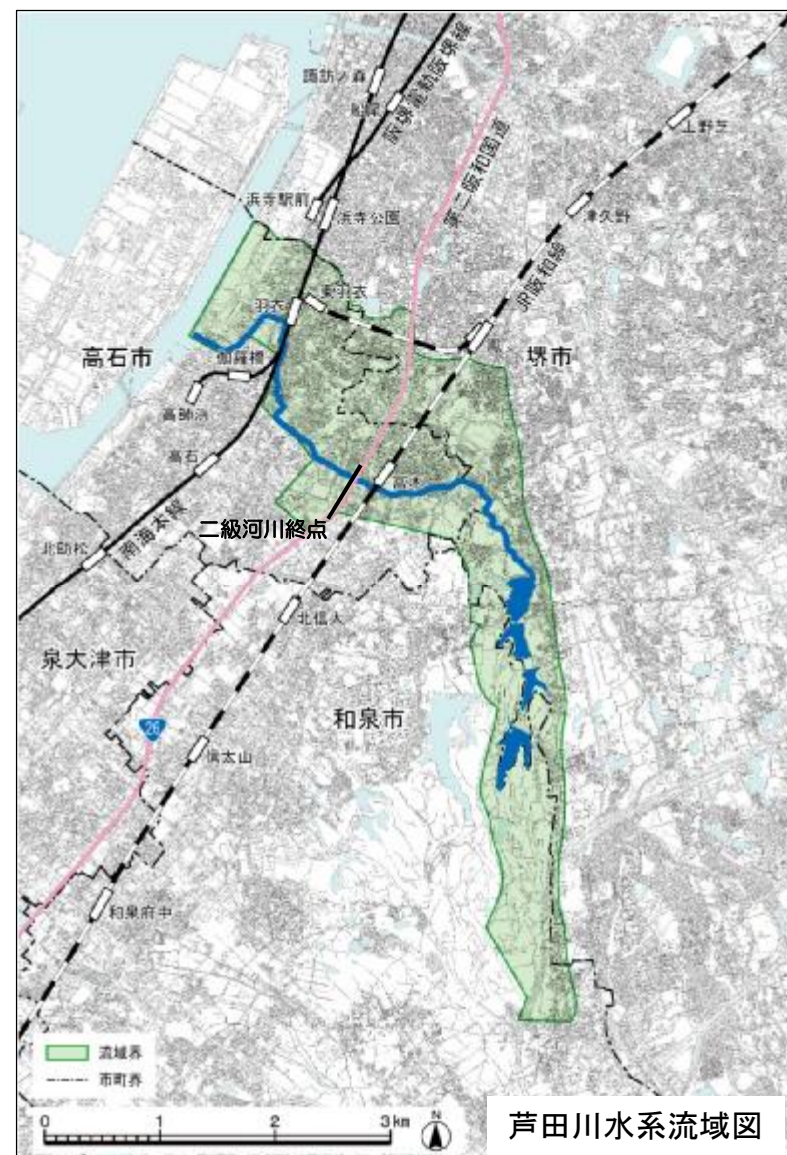 諏訪ノ森
船尾
阪堺電軌阪堺線
第二阪和国道
上野芝
津久野
浜寺駅前
浜寺公園
JR阪和線
東羽衣
羽衣
鳳
高石市
伽羅橋
堺市
高師浜
高石
富木
二級河川終点
北助松
南海本線
北信太
泉大津市
和泉市
26
信太山
和泉府中
流域界
市町界
0 1 2 3km
N
芦田川水系流域図